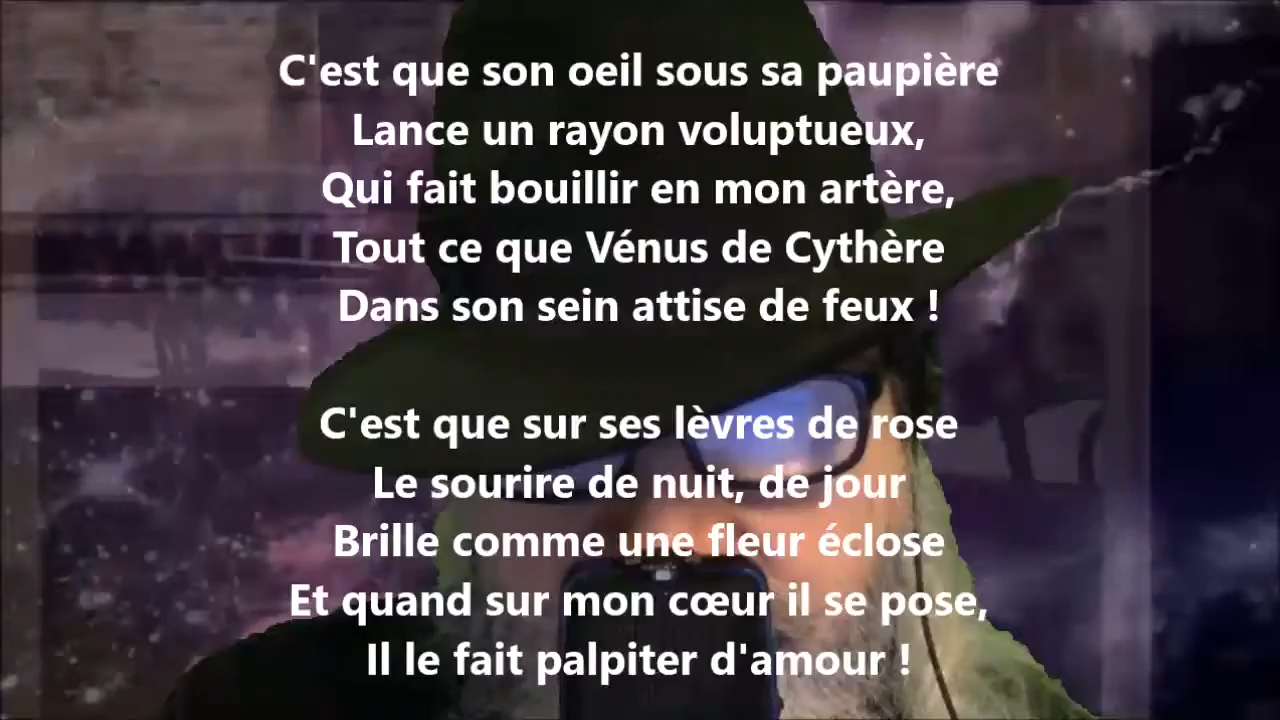 C'est que son oeil sous sa paupière
Lance un rayon voluptueux,
Qui fait bouillir en mon artère,
Tout ce que Vénus de Cythère
Dans son sein attise de feux !
C'est que sur ses lèvres de rose
Le sourire de nuit, de jour
Brille comme une fleur éclose
Et quand sur mon cœur il se pose,
Il le fait palpiter d'amour !